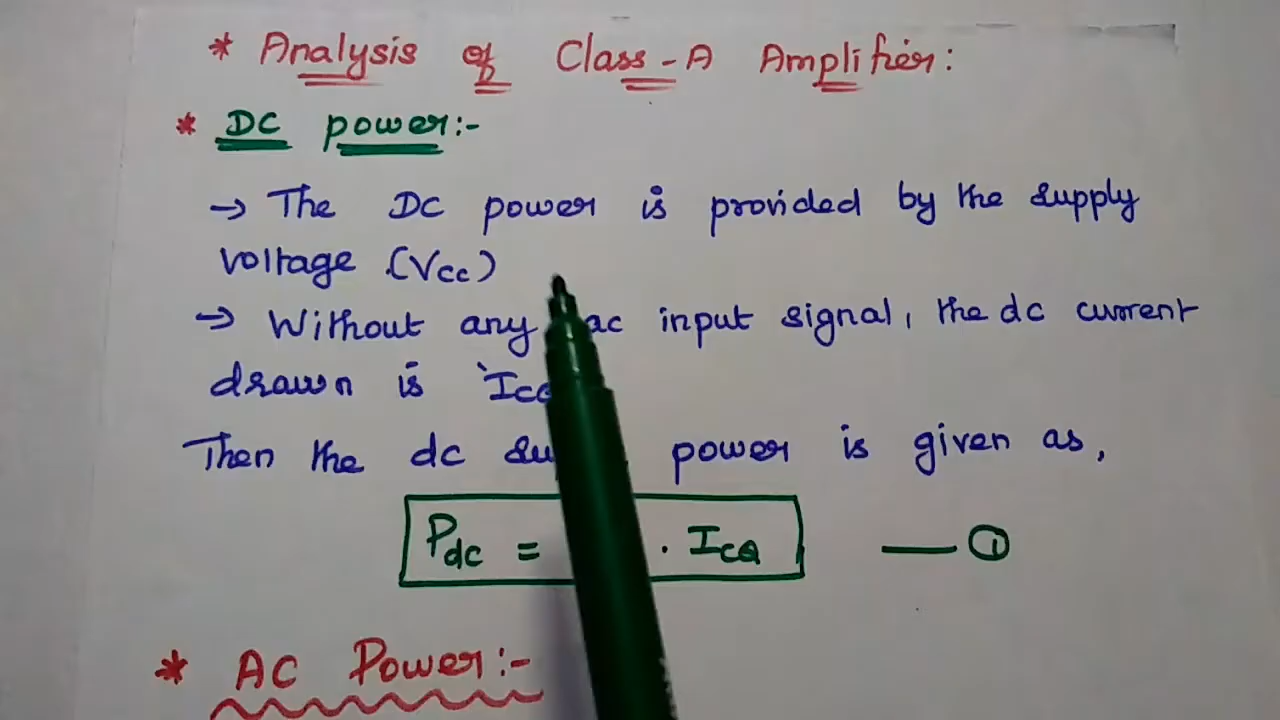 * Analysis of Class-A Amplifier:
* DC power:-
→ The DC power is provided by the supply
voltage (Vcc)
→ Without any ac input signal, the dc current
drawn is
Then the dc power is given as,
Pdc = . ICQ — ①
* AC Power:-